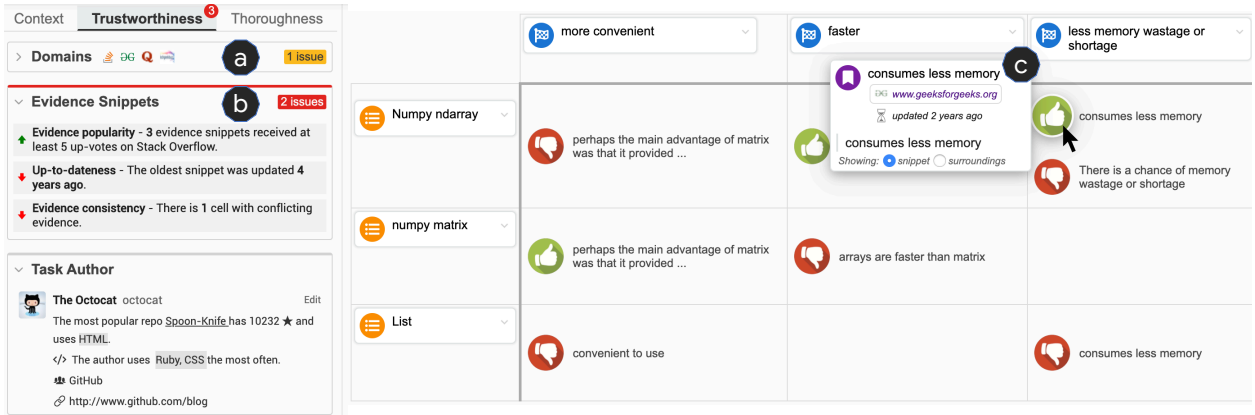 Context Trustworthiness 3 Thoroughness
Domains GG Q a 1 issue
Evidence Snippets b 2 issues
Evidence popularity - 3 evidence snippets received at
least 5 up-votes on Stack Overflow.
Up-to-dateness - The oldest snippet was updated 4
years ago.
Evidence consistency - There is 1 cell with conflicting
evidence.
Task Author
The Octocat octocat Edit
The most popular repo Spoon-Knife has 10232 ★ and
uses HTML.
</> The author uses Ruby, CSS the most often.
GitHub
http://www.github.com/blog
more convenient
faster
less memory wastage or
shortage
c
consumes less memory
GG www.geeksforgeeks.org
updated 2 years ago
consumes less memory
Showing: snippet surroundings
Numpy ndarray
perhaps the main advantage of matrix
was that it provided ...
consumes less memory
There is a chance of memory
wastage or shortage
numpy matrix
perhaps the main advantage of matrix
was that it provided ...
arrays are faster than matrix
List
convenient to use
consumes less memory